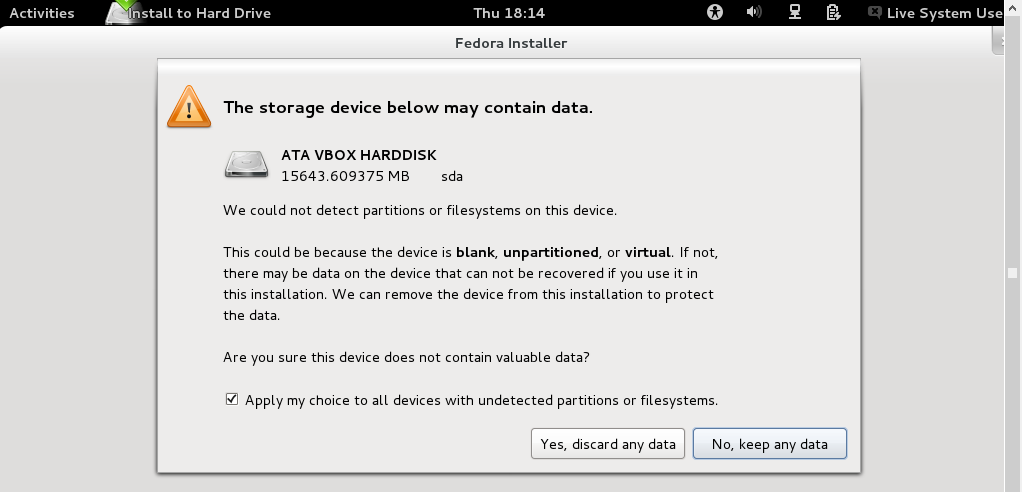 Activities Install to Hard Drive Thu 18:14 Live System Use
Fedora Installer
The storage device below may contain data.
ATA VBOX HARDDISK
15643.609375 MB sda
We could not detect partitions or filesystems on this device.
This could be because the device is blank, unpartitioned, or virtual. If not,
there may be data on the device that can not be recovered if you use it in
this installation. We can remove the device from this installation to protect
the data.
Are you sure this device does not contain valuable data?
Apply my choice to all devices with undetected partitions or filesystems.
Yes, discard any data No, keep any data